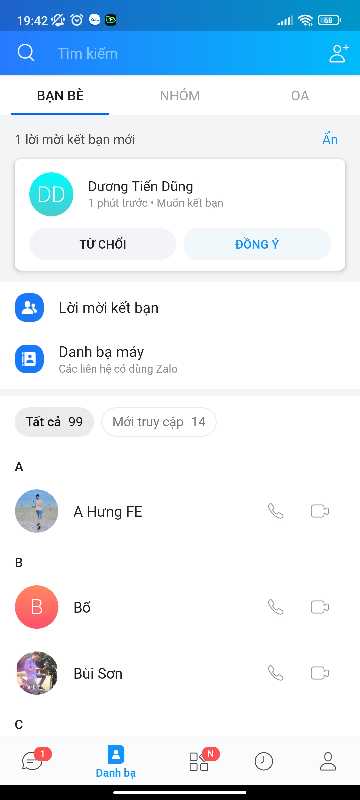 19:42
68
Tìm kiếm
BẠN BÈ
NHÓM
OA
1 lời mời kết bạn mới
Ẩn
DD
Dương Tiến Dũng
1 phút trước • Muốn kết bạn
TỪ CHỐI
ĐỒNG Ý
Lời mời kết bạn
Danh bạ máy
Các liên hệ có dùng Zalo
Tất cả 99
Mới truy cập 14
A
A Hưng FE
B
B
Bố
Bùi Sơn
C
1
N
Danh bạ